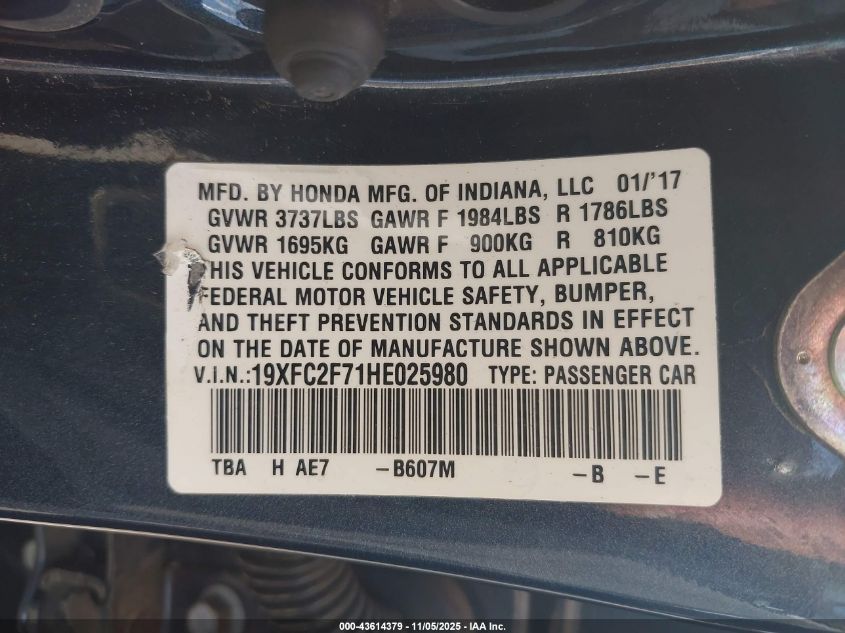 MFD. BY HONDA MFG. OF INDIANA, LLC 01/'17
GVWR 3737LBS GAWR F 1984LBS R 1786LBS
GVWR 1695KG GAWR F 900KG R 810KG
THIS VEHICLE CONFORMS TO ALL APPLICABLE
FEDERAL MOTOR VEHICLE SAFETY, BUMPER,
AND THEFT PREVENTION STANDARDS IN EFFECT
ON THE DATE OF MANUFACTURE SHOWN ABOVE.
V.I.N.:19XFC2F71HE025980 TYPE: PASSENGER CAR
TBA H AE7 -B607M -B -E
000-43614379 | 11/05/2025 - IAA Inc.